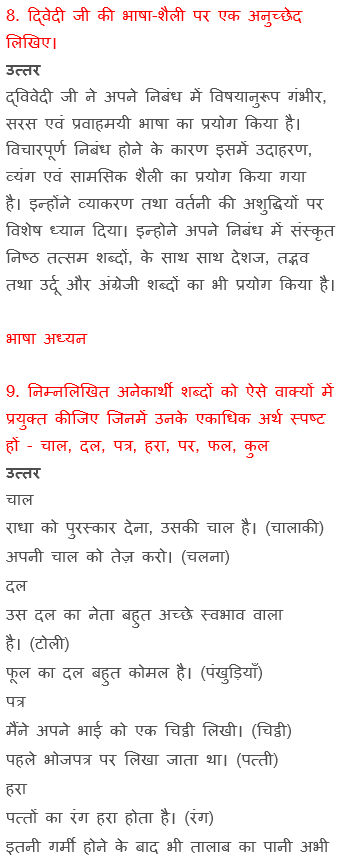 8. द्विवेदी जी की भाषा-शैली पर एक अनुच्छेद
लिखिए।
उत्तर
द्विवेदी जी ने अपने निबंध में विषयानुरूप गंभीर,
सरस एवं प्रवाहमयी भाषा का प्रयोग किया है।
विचारपूर्ण निबंध होने के कारण इसमें उदाहरण,
व्यंग एवं सामसिक शैली का प्रयोग किया गया
है। इन्होंने व्याकरण तथा वर्तनी की अशुद्धियों पर
विशेष ध्यान दिया। इन्होने अपने निबंध में संस्कृत
निष्ठ तत्सम शब्दों, के साथ साथ देशज, तद्भव
तथा उर्दू और अंग्रेजी शब्दों का भी प्रयोग किया है।
भाषा अध्यन
9. निम्नलिखित अनेकार्थी शब्दों को ऐसे वाक्यों में
प्रयुक्त कीजिए जिनमें उनके एकाधिक अर्थ स्पष्ट
हों - चाल, दल, पत्र, हरा, पर, फल, कुल
उत्तर
चाल
राधा को पुरस्कार देना, उसकी चाल है। (चालाकी)
अपनी चाल को तेज़ करो। (चलना)
दल
उस दल का नेता बहुत अच्छे स्वभाव वाला
है। (टोली)
फूल का दल बहुत कोमल है। (पंखुड़ियाँ)
पत्र
मैंने अपने भाई को एक चिट्ठी लिखी। (चिट्ठी)
पहले भोजपत्र पर लिखा जाता था। (पत्ती)
हरा
पत्तों का रंग हरा होता है। (रंग)
इतनी गर्मी होने के बाद भी तालाब का पानी अभी